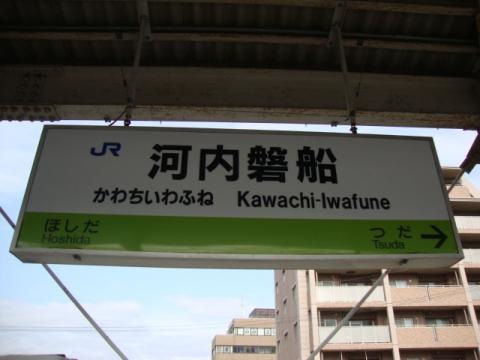 JR 河内磐船
かわちいわふね Kawachi-Iwafune
ほしだ つだ
Hoshida Tsuda →